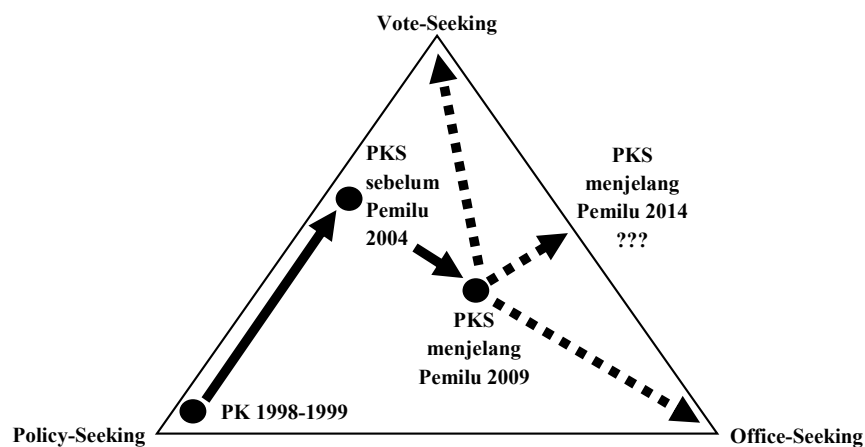 Vote-Seeking
PKS
sebelum
Pemilu
2004
PKS
menjelang
Pemilu 2014
???
PKS
menjelang
Pemilu 2009
PK 1998-1999
Policy-Seeking
Office-Seeking